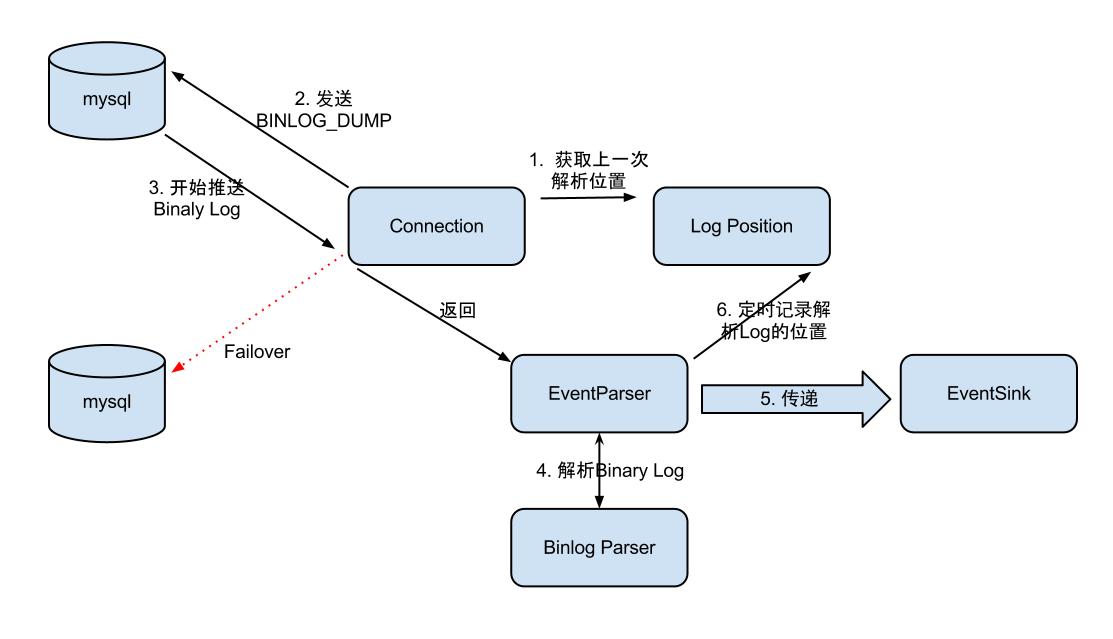 mysql
2. 发送
BINLOG_DUMP
1. 获取上一次
解析位置
3. 开始推送
Binaly Log
Connection
Log Position
返回
6. 定时记录解
析Log的位置
Failover
mysql
EventParser
5. 传递
EventSink
4. 解析Binary Log
Binlog Parser